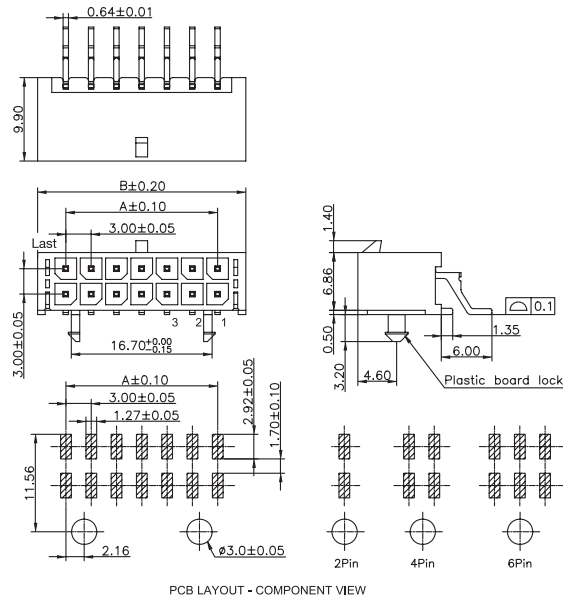 0.64±0.01
9.90
B±0.20
A±0.10
3.00±0.05
Last
3 2 1
3.00±0.05
16.70+0.00
-0.15
1.40
6.86
0.50
3.20
4.60
6.00
1.35
0.1
Plastic board lock
A±0.10
3.00±0.05
1.27±0.05
2.92±0.05
1.70±0.10
11.56
2.16
ø3.0±0.05
2Pin 4Pin 6Pin
PCB LAYOUT - COMPONENT VIEW